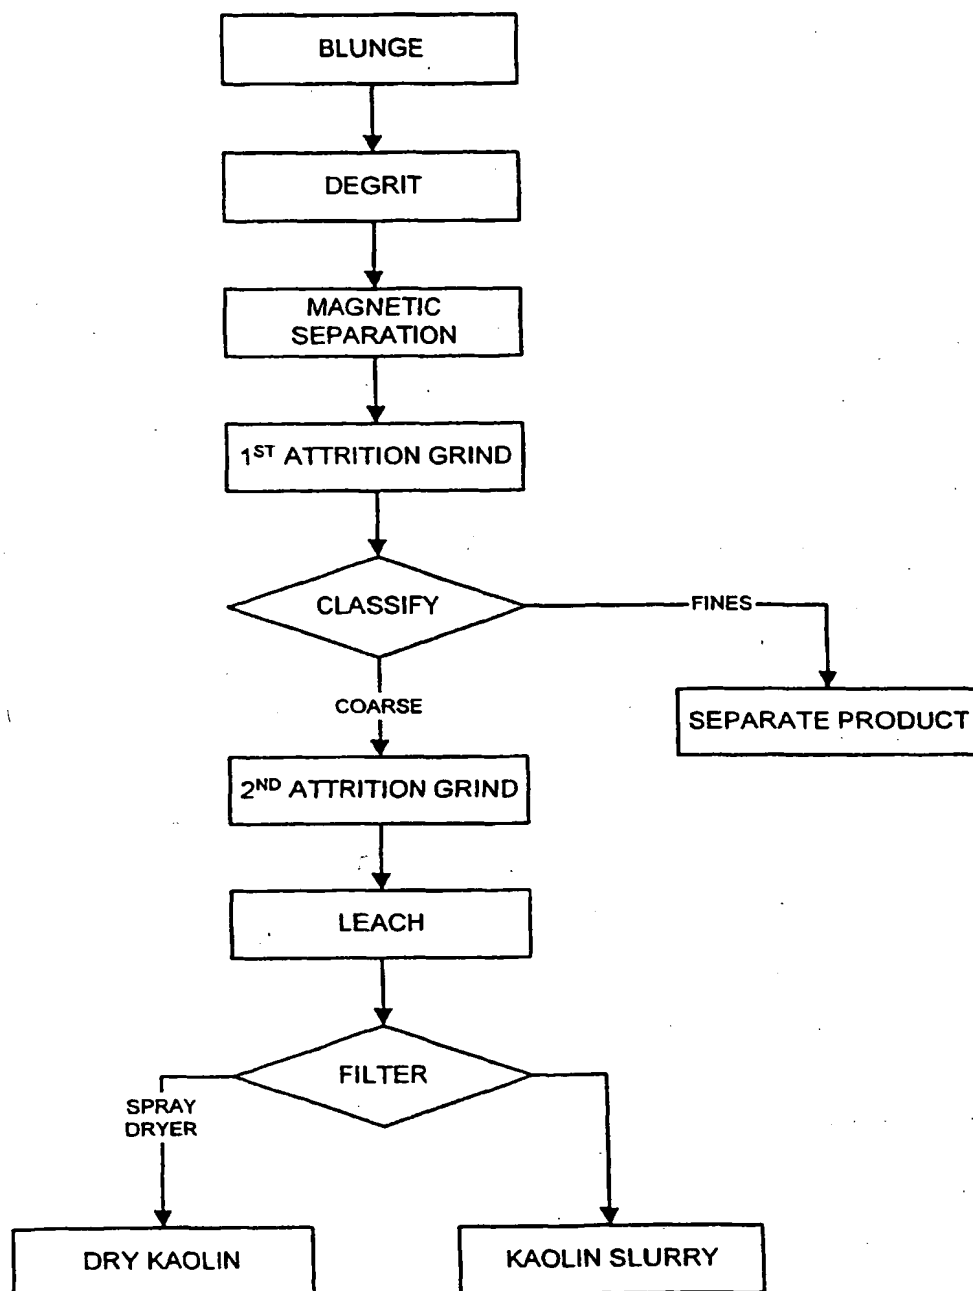 BLUNGE
DEGRIT
MAGNETIC
SEPARATION
1ST ATTRITION GRIND
CLASSIFY
FINES
COARSE
SEPARATE PRODUCT
2ND ATTRITION GRIND
LEACH
FILTER
SPRAY
DRYER
DRY KAOLIN
KAOLIN SLURRY